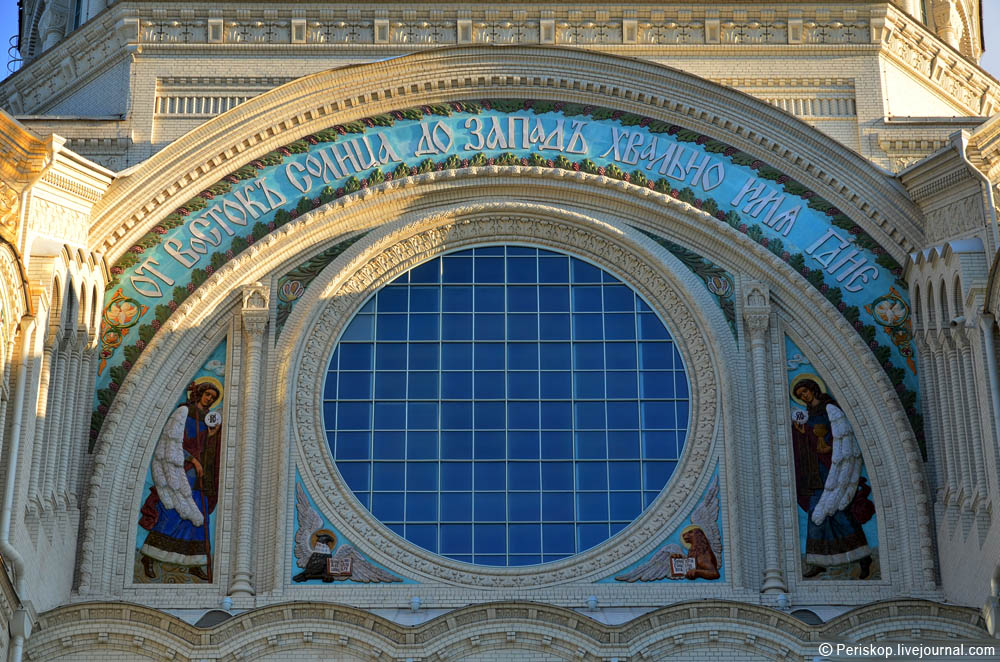 От Востокъ солнца до Западъ хвально имя Гдне
© Periskop.livejournal.com